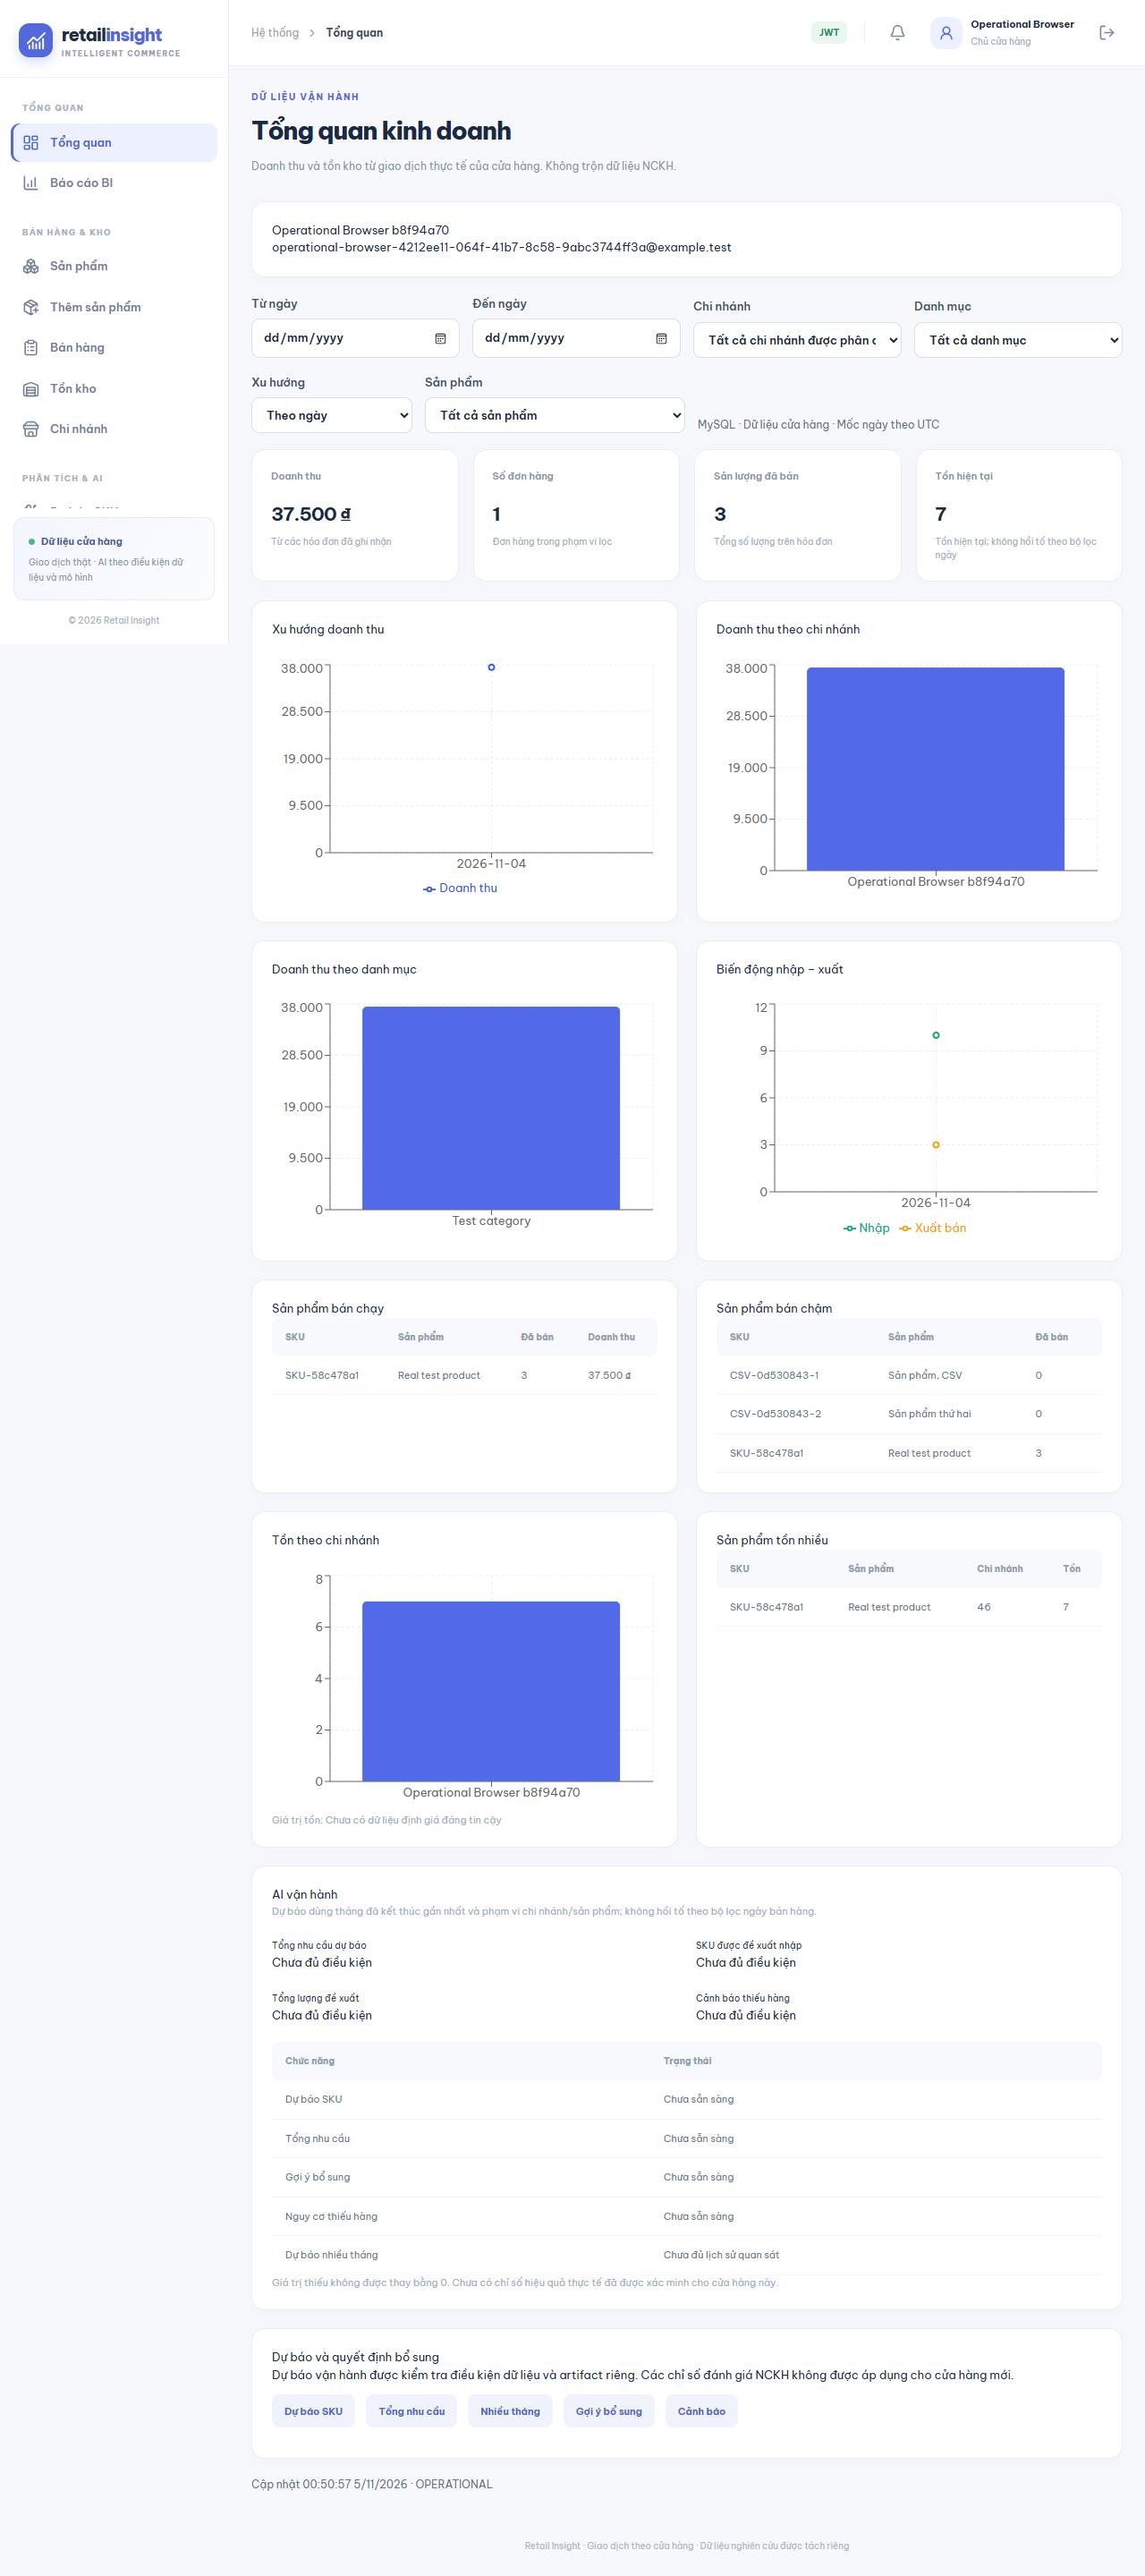 retailinsight
INTELLIGENT COMMERCE
TỔNG QUAN
Tổng quan
Báo cáo BI
BÁN HÀNG & KHO
Sản phẩm
Thêm sản phẩm
Bán hàng
Tồn kho
Chi nhánh
PHÂN TÍCH & AI
Dữ liệu cửa hàng
Giao dịch thật · AI theo điều kiện dữ
liệu và mô hình
© 2026 Retail Insight
Hệ thống > Tổng quan
JWT
Operational Browser
Chủ cửa hàng
DỮ LIỆU VẬN HÀNH
Tổng quan kinh doanh
Doanh thu và tồn kho từ giao dịch thực tế của cửa hàng. Không trộn dữ liệu NCKH.
Operational Browser b8f94a70
operational-browser-4212ee11-064f-41b7-8c58-9abc3744ff3a@example.test
Từ ngày
dd/mm/yyyy
Đến ngày
dd/mm/yyyy
Chi nhánh
Tất cả chi nhánh được phân c
Danh mục
Tất cả danh mục
Xu hướng
Theo ngày
Sản phẩm
Tất cả sản phẩm
MySQL · Dữ liệu cửa hàng · Mốc ngày theo UTC
Doanh thu
37.500 ₫
Từ các hóa đơn đã ghi nhận
Số đơn hàng
1
Đơn hàng trong phạm vi lọc
Sản lượng đã bán
3
Tổng số lượng trên hóa đơn
Tồn hiện tại
7
Tồn hiện tại; không hồi tố theo bộ lọc
ngày
Xu hướng doanh thu
38.000
28.500
19.000
9.500
0
2026-11-04
Doanh thu
Doanh thu theo chi nhánh
38.000
28.500
19.000
9.500
0
Operational Browser b8f94a70
Doanh thu theo danh mục
38.000
28.500
19.000
9.500
0
Test category
Biến động nhập – xuất
12
9
6
3
0
2026-11-04
Nhập Xuất bán
Sản phẩm bán chạy
SKU Sản phẩm Đã bán Doanh thu
SKU-58c478a1 Real test product 3 37.500 ₫
Sản phẩm bán chậm
SKU Sản phẩm Đã bán
CSV-0d530843-1 Sản phẩm, CSV 0
CSV-0d530843-2 Sản phẩm thứ hai 0
SKU-58c478a1 Real test product 3
Tồn theo chi nhánh
8
6
4
2
0
Operational Browser b8f94a70
Giá trị tồn: Chưa có dữ liệu định giá đáng tin cậy
Sản phẩm tồn nhiều
SKU Sản phẩm Chi nhánh Tồn
SKU-58c478a1 Real test product 46 7
AI vận hành
Dự báo dùng tháng đã kết thúc gần nhất và phạm vi chi nhánh/sản phẩm; không hồi tố theo bộ lọc ngày bán hàng.
Tổng nhu cầu dự báo
Chưa đủ điều kiện
SKU được đề xuất nhập
Chưa đủ điều kiện
Tổng lượng đề xuất
Chưa đủ điều kiện
Cảnh báo thiếu hàng
Chưa đủ điều kiện
Chức năng Trạng thái
Dự báo SKU Chưa sẵn sàng
Tổng nhu cầu Chưa sẵn sàng
Gợi ý bổ sung Chưa sẵn sàng
Nguy cơ thiếu hàng Chưa sẵn sàng
Dự báo nhiều tháng Chưa đủ lịch sử quan sát
Giá trị thiếu không được thay bằng 0. Chưa có chỉ số hiệu quả thực tế đã được xác minh cho cửa hàng này.
Dự báo và quyết định bổ sung
Dự báo vận hành được kiểm tra điều kiện dữ liệu và artifact riêng. Các chỉ số đánh giá NCKH không được áp dụng cho cửa hàng mới.
Dự báo SKU Tổng nhu cầu Nhiều tháng Gợi ý bổ sung Cảnh báo
Cập nhật 00:50:57 5/11/2026 · OPERATIONAL
Retail Insight · Giao dịch theo cửa hàng · Dữ liệu nghiên cứu được tách riêng